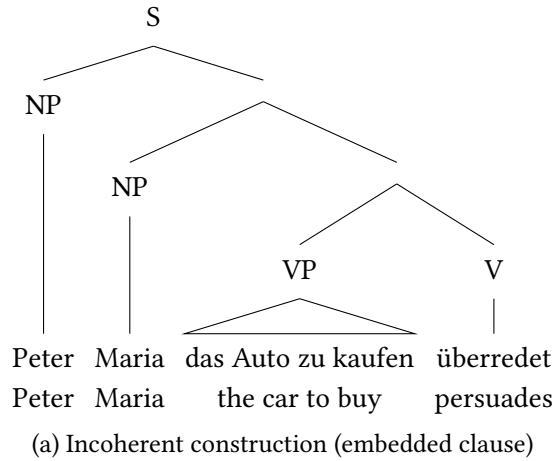 S
NP
NP
VP V
Peter Maria das Auto zu kaufen überredet
Peter Maria the car to buy persuades
(a) Incoherent construction (embedded clause)